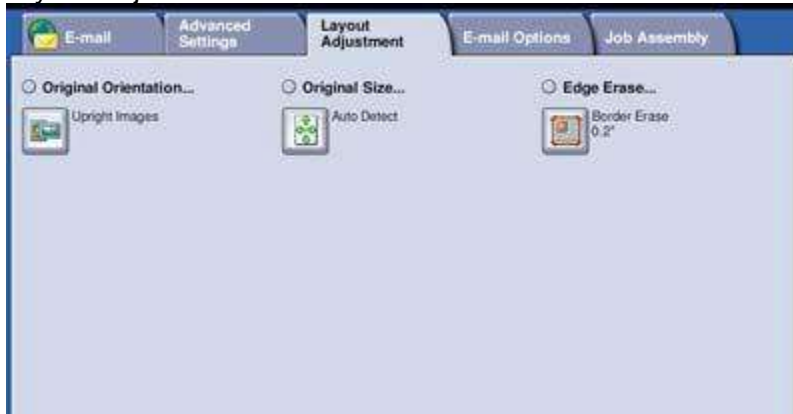 E-mail
Advanced
Settings
Layout
Adjustment
E-mail Options
Job Assembly
Original Orientation...
Upright Images
Original Size...
Auto Detect
Edge Erase...
Border Erase
0.2"